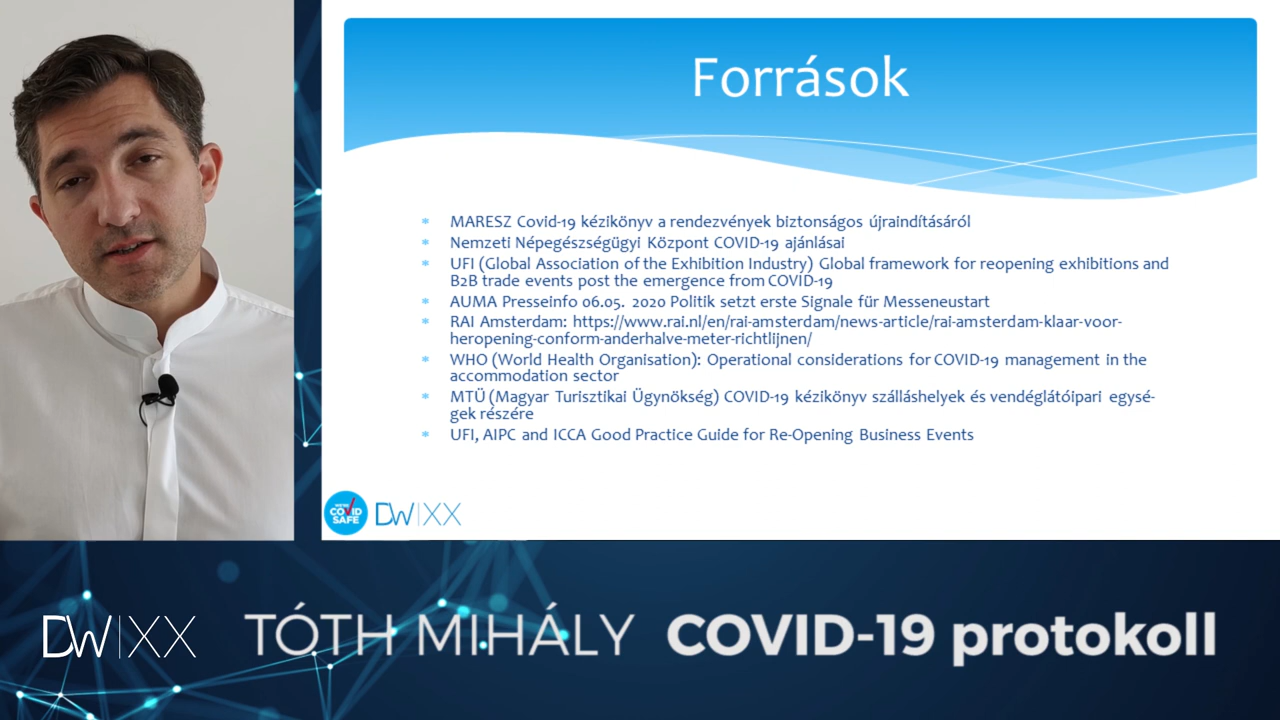 Források
* MARESZ Covid-19 kézikönyv a rendezvények biztonságos újraindításáról
* Nemzeti Népegészségügyi Központ COVID-19 ajánlásai
* UFI (Global Association of the Exhibition Industry) Global framework for reopening exhibitions and
B2B trade events post the emergence from COVID-19
* AUMA Presseinfo 06.05. 2020 Politik setzt erste Signale für Messeneustart
* RAI Amsterdam: https://www.rai.nl/en/rai-amsterdam/news-article/rai-amsterdam-klaar-voor-
heropening-conform-anderhalve-meter-richtlijnen/
* WHO (World Health Organisation): Operational considerations for COVID-19 management in the
accommodation sector
* MTÜ (Magyar Turisztikai Ügynökség) COVID-19 kézikönyv szálláshelyek és vendéglátóipari egysé-
gek részére
* UFI, AIPC and ICCA Good Practice Guide for Re-Opening Business Events
COVID
SAFE
DW|XX
DW|XX TÓTH MIHÁLY COVID-19 protokoll